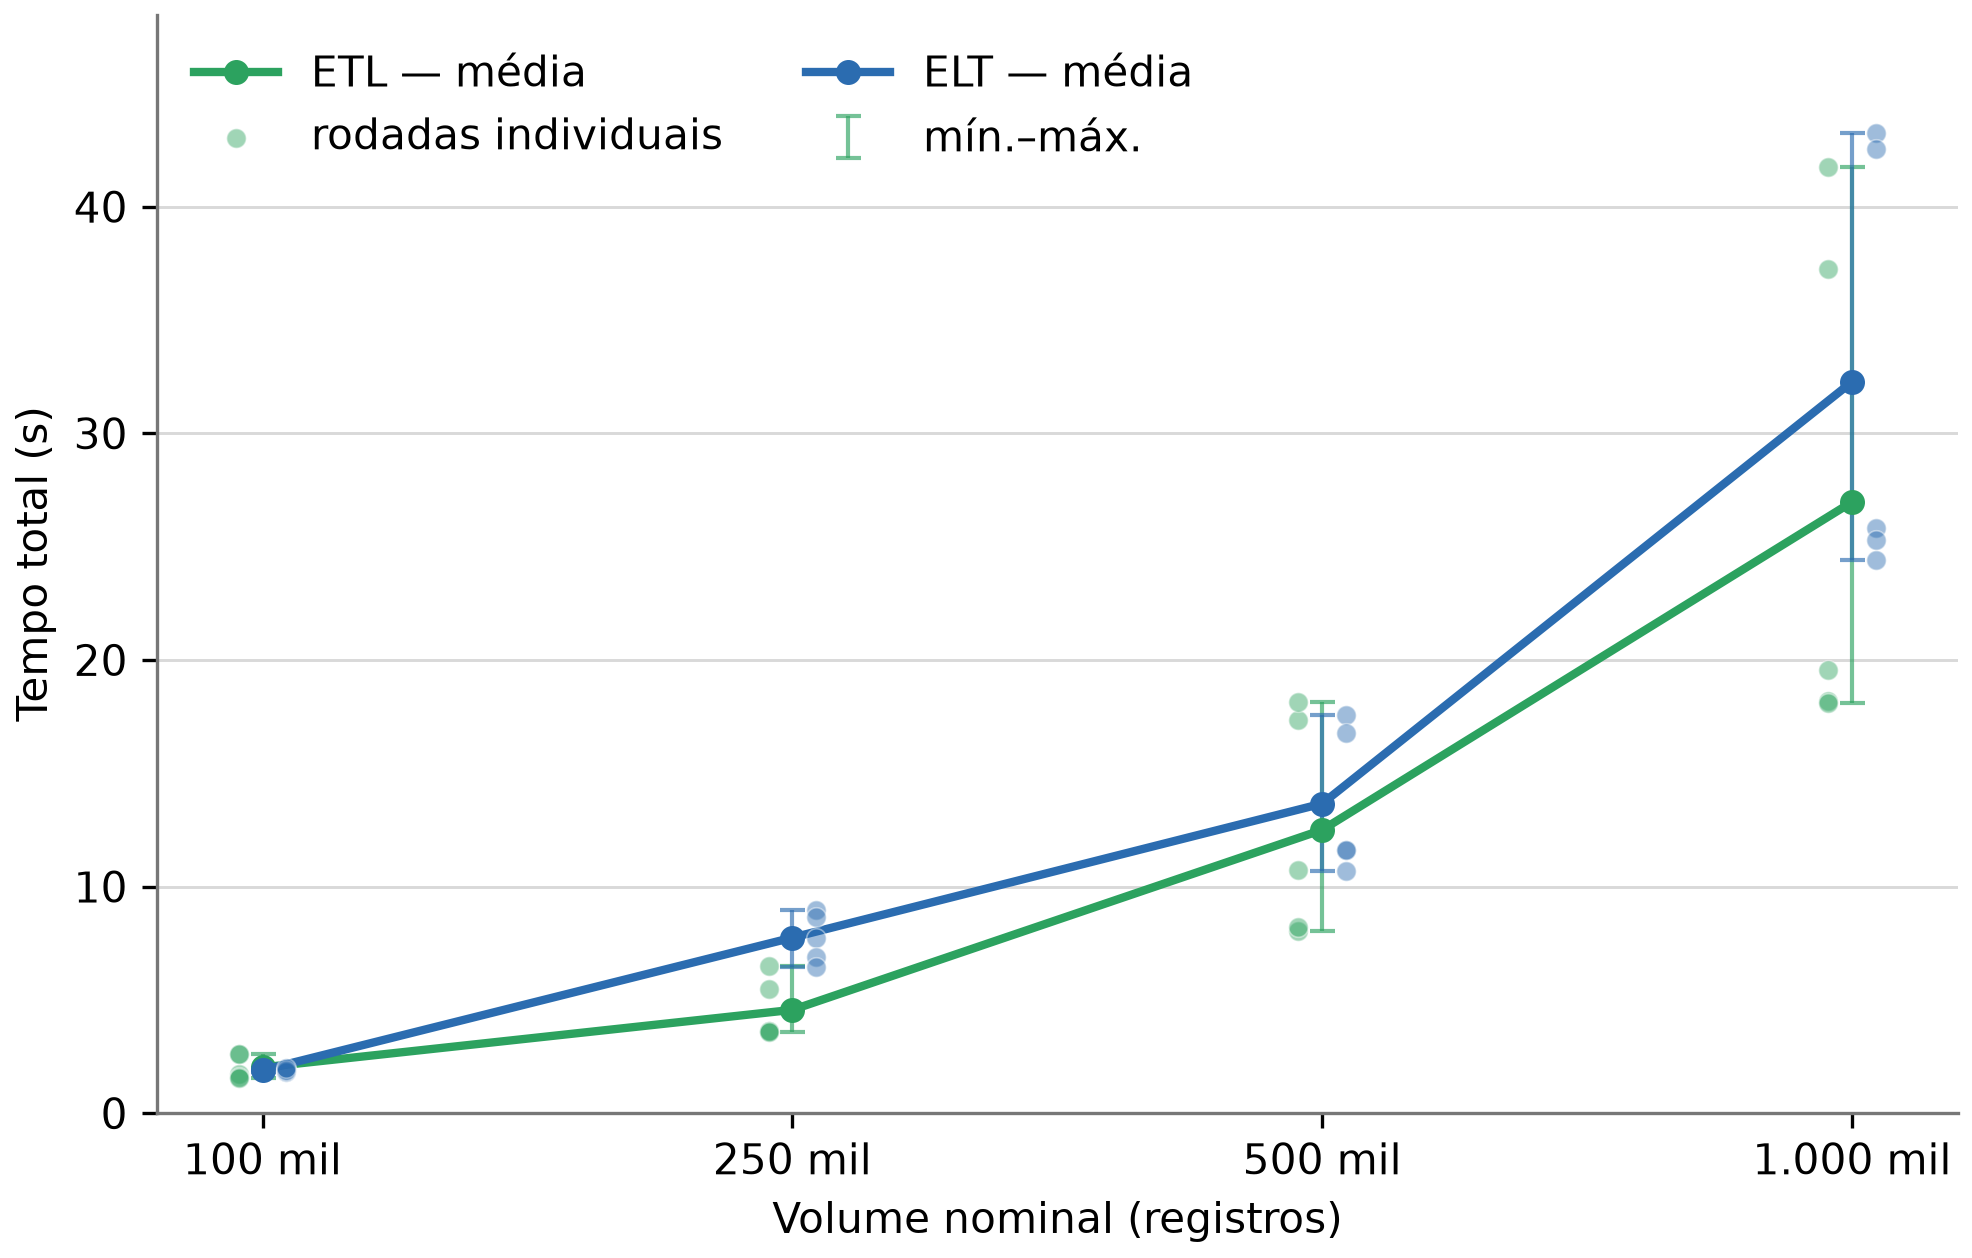 ETL — média
ELT — média
rodadas individuais
mín.–máx.
40
30
20
10
0
Tempo total (s)
100 mil
250 mil
500 mil
1.000 mil
Volume nominal (registros)